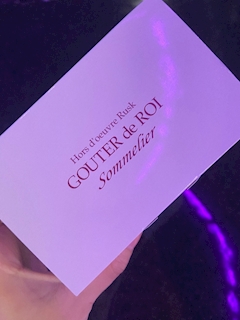 Hors d'oeuvre Rusk
GOUTER de ROI
Sommelier